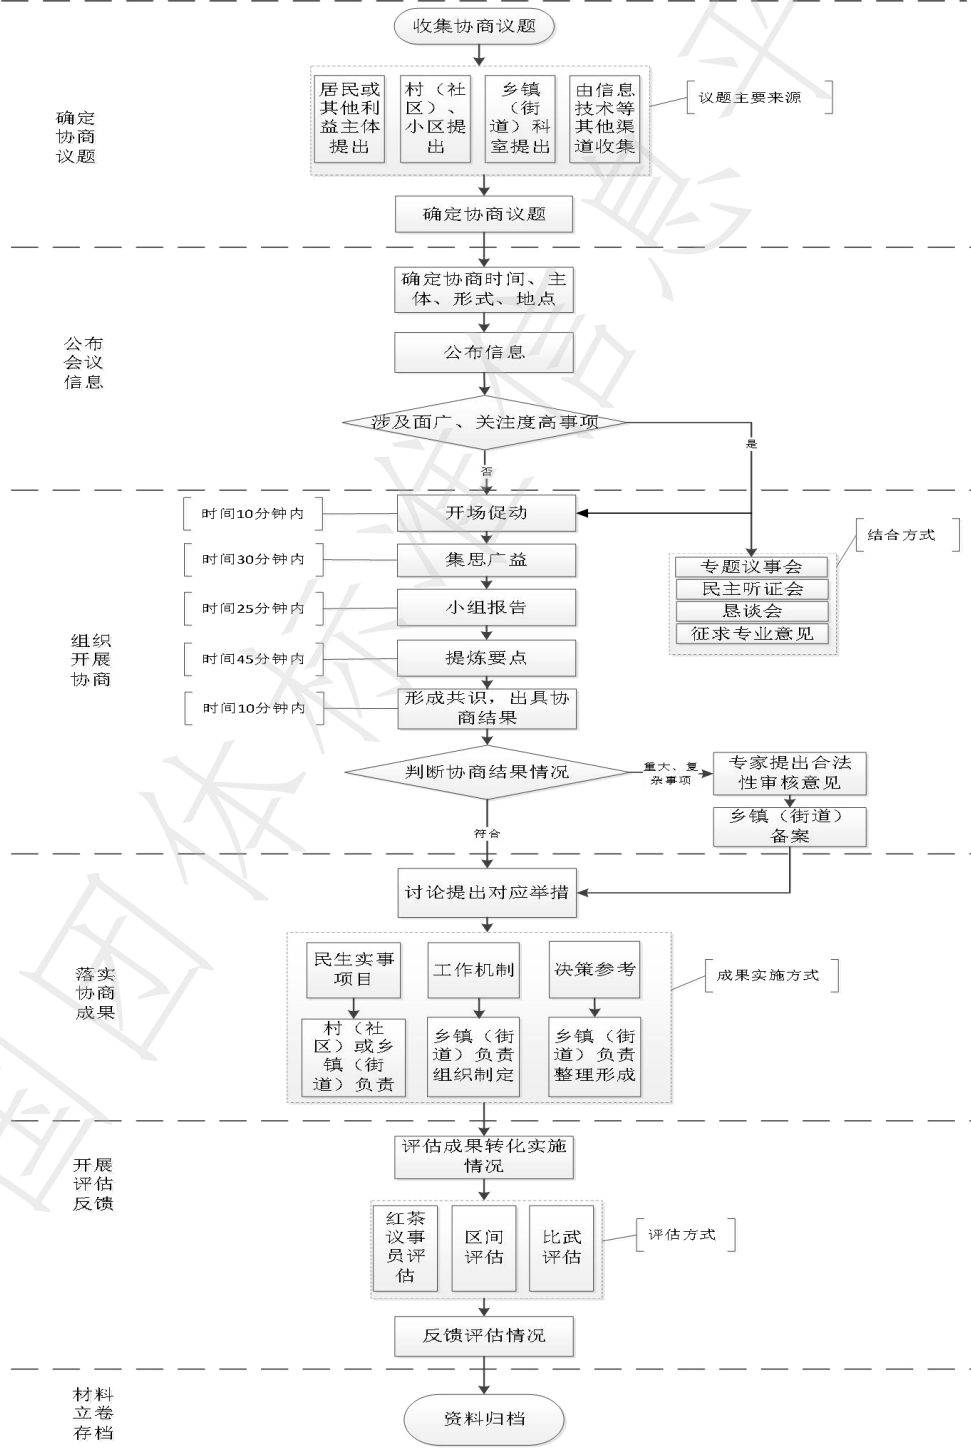 收集协商议题
居民或
其他利
益主体
提出
村（社
区）、
小区提
出
乡镇
（街
道）科
室提出
由信息
技术等
其他渠
道收集
议题主要来源
确定
协商
议题
确定协商议题
确定协商时间、主
体、形式、地点
公布
会议
信息
公布信息
涉及面广、关注度高事项
是
否
时间10分钟内
开场促动
结合方式
时间30分钟内
集思广益
专题议事会
民主听证会
恳谈会
征求专业意见
时间25分钟内
小组报告
组织
开展
协商
时间45分钟内
提炼要点
时间10分钟内
形成共识，出具协
商结果
判断协商结果情况
重大、复
杂事项
专家提出合法
性审核意见
乡镇（街道）
备案
符合
讨论提出对应举措
落实
协商
成果
民生实事
项目
工作机制
决策参考
成果实施方式
村（社
区）或乡
镇（街
道）负责
乡镇（街
道）负责
组织制定
乡镇（街
道）负责
整理形成
开展
评估
反馈
评估成果转化实施
情况
红茶
议事
员评
估
区间
评估
比武
评估
评估方式
反馈评估情况
材料
立卷
存档
资料归档
国团体标准信息平